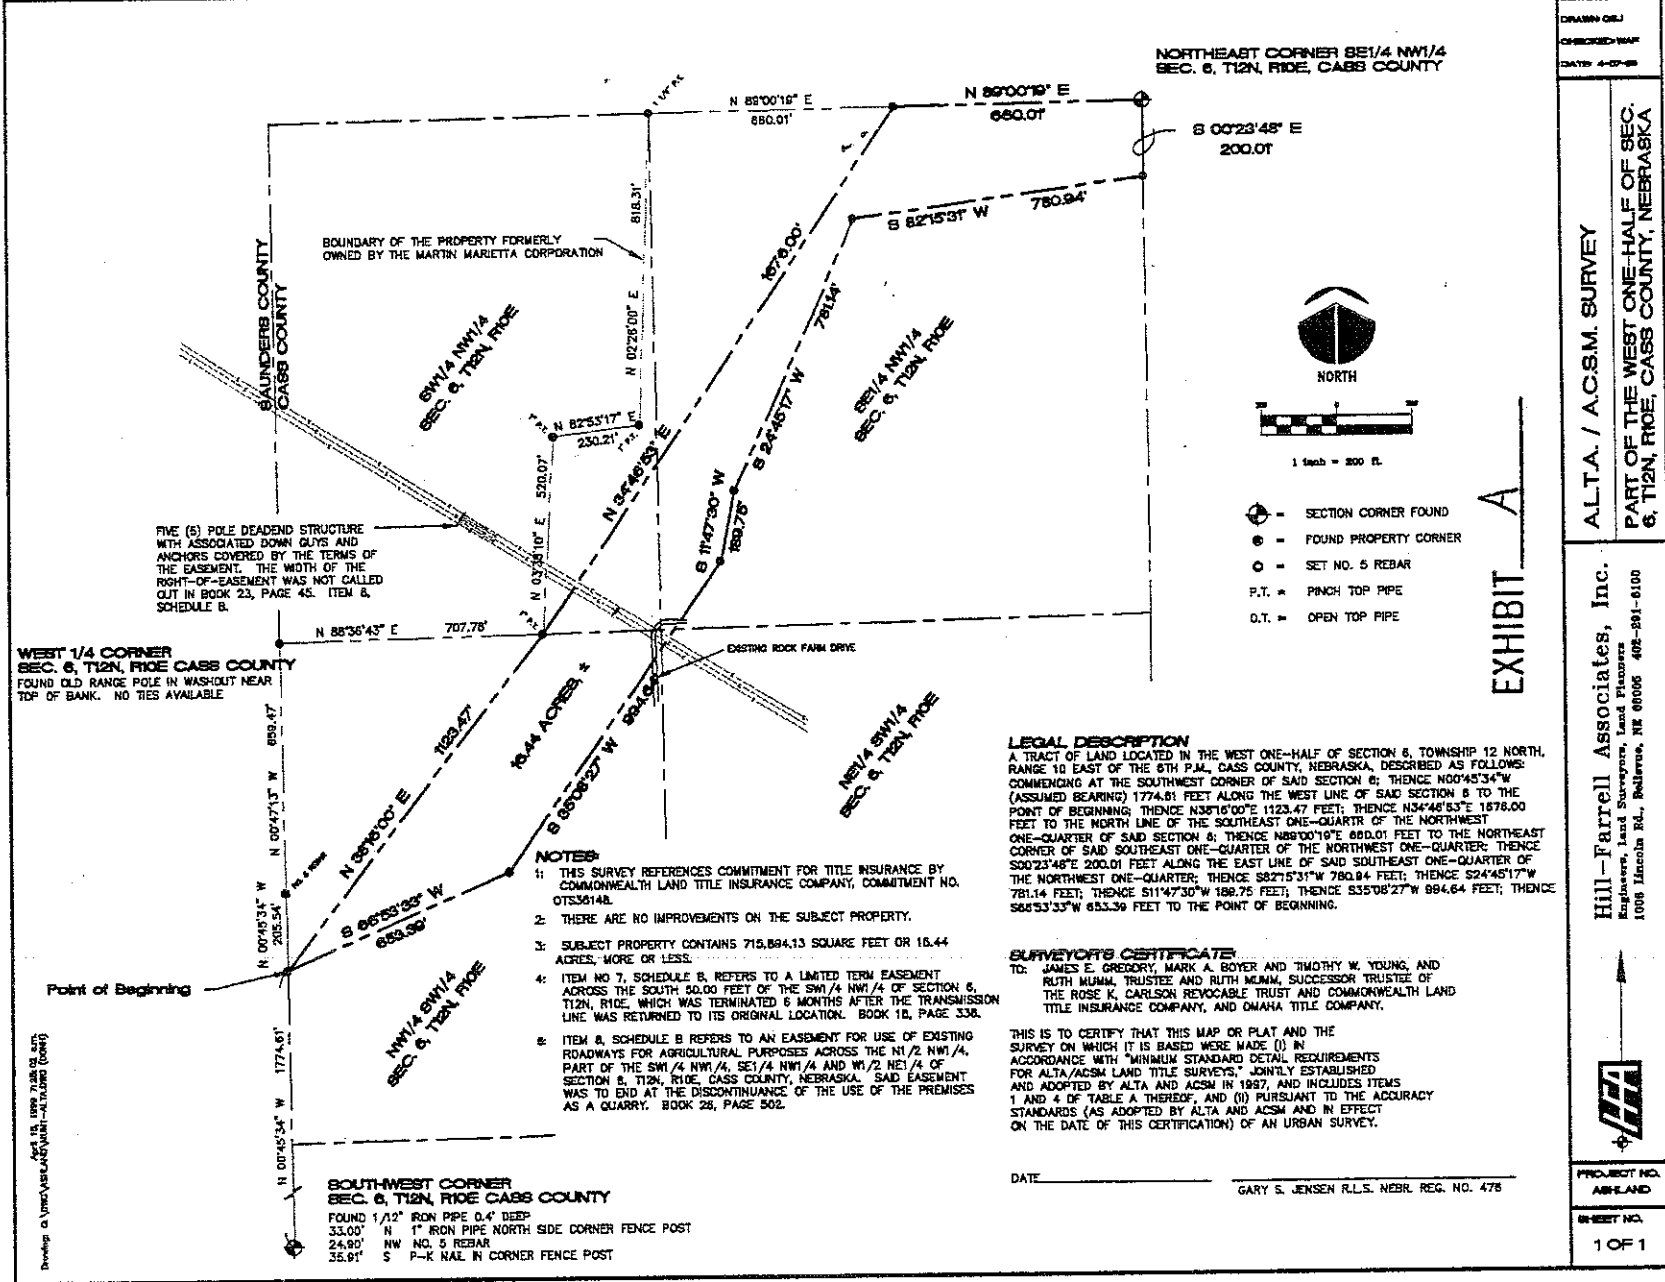 NORTHEAST CORNER SE1/4 NW1/4
SEC. 6, T12N, R10E, CASS COUNTY
N 89°00'19" E
660.01'
N 89°00'19" E
660.01'
S 00°23'48" E
200.01'
S 82°15'31" W 780.94'
818.31'
N 02°26'00" E
BOUNDARY OF THE PROPERTY FORMERLY
OWNED BY THE MARTIN MARIETTA CORPORATION
SAUNDERS COUNTY
CASS COUNTY
SW1/4 NW1/4
SEC. 6, T12N, R10E
1676.00'
N 34°46'53" E
781.14'
S 24°45'17" W
SE1/4 NW1/4
SEC. 6, T12N, R10E
N 82°53'17" E
230.21'
P.T.
P.T.
P.T.
520.07'
S 11°47'30" W
189.75'
FIVE (5) POLE DEADEND STRUCTURE
WITH ASSOCIATED DOWN GUYS AND
ANCHORS COVERED BY THE TERMS OF
THE EASEMENT. THE WIDTH OF THE
RIGHT-OF-EASEMENT WAS NOT CALLED
OUT IN BOOK 23, PAGE 45. ITEM 8,
SCHEDULE B.
N 88°36'43" E 707.78'
WEST 1/4 CORNER
SEC. 6, T12N, R10E CASS COUNTY
FOUND OLD RANGE POLE IN WASHOUT NEAR
TOP OF BANK. NO TIES AVAILABLE
EXISTING ROCK FARM DRIVE
16.44 ACRES, ±
1123.47'
N 38°16'00" E
994.64'
S 35°08'27" W
NE1/4 SW1/4
SEC. 6, T12N, R10E
N 00°47'13" W 659.47'
N 00°45'34" W
205.54'
S 66°53'33" W
653.39'
Point of Beginning
NW1/4 SW1/4
SEC. 6, T12N, R10E
N 00°45'34" W 1774.61'
SOUTHWEST CORNER
SEC. 6, T12N, R10E CASS COUNTY
FOUND 1 1/2" IRON PIPE 0.4' DEEP
33.00' N 1" IRON PIPE NORTH SIDE CORNER FENCE POST
24.90' NW NO. 5 REBAR
35.91' S P-K NAIL IN CORNER FENCE POST
NOTES:
1: THIS SURVEY REFERENCES COMMITMENT FOR TITLE INSURANCE BY
COMMONWEALTH LAND TITLE INSURANCE COMPANY, COMMITMENT NO.
OTS36148.
2: THERE ARE NO IMPROVEMENTS ON THE SUBJECT PROPERTY.
3: SUBJECT PROPERTY CONTAINS 715,894.13 SQUARE FEET OR 16.44
ACRES, MORE OR LESS.
4: ITEM NO 7, SCHEDULE B, REFERS TO A LIMITED TERM EASEMENT
ACROSS THE SOUTH 50.00 FEET OF THE SW1/4 NW1/4 OF SECTION 6,
T12N, R10E, WHICH WAS TERMINATED 6 MONTHS AFTER THE TRANSMISSION
LINE WAS RETURNED TO ITS ORIGINAL LOCATION. BOOK 18, PAGE 338.
5: ITEM 8, SCHEDULE B REFERS TO AN EASEMENT FOR USE OF EXISTING
ROADWAYS FOR AGRICULTURAL PURPOSES ACROSS THE N1/2 NW1/4,
PART OF THE SW1/4 NW1/4, SE1/4 NW1/4 AND W1/2 NE1/4 OF
SECTION 6, T12N, R10E, CASS COUNTY, NEBRASKA. SAID EASEMENT
WAS TO END AT THE DISCONTINUANCE OF THE USE OF THE PREMISES
AS A QUARRY. BOOK 26, PAGE 502.
NORTH
1 inch = 200 ft.
SECTION CORNER FOUND
FOUND PROPERTY CORNER
SET NO. 5 REBAR
P.T. = PINCH TOP PIPE
O.T. = OPEN TOP PIPE
EXHIBIT A
LEGAL DESCRIPTION
A TRACT OF LAND LOCATED IN THE WEST ONE-HALF OF SECTION 6, TOWNSHIP 12 NORTH,
RANGE 10 EAST OF THE 6TH P.M., CASS COUNTY, NEBRASKA, DESCRIBED AS FOLLOWS:
COMMENCING AT THE SOUTHWEST CORNER OF SAID SECTION 6; THENCE N00°45'34"W
(ASSUMED BEARING) 1774.61 FEET ALONG THE WEST LINE OF SAID SECTION 6 TO THE
POINT OF BEGINNING; THENCE N38°16'00"E 1123.47 FEET; THENCE N34°46'53"E 1676.00
FEET TO THE NORTH LINE OF THE SOUTHEAST ONE-QUARTR OF THE NORTHWEST
ONE-QUARTER OF SAID SECTION 6; THENCE N89°00'19"E 660.01 FEET TO THE NORTHEAST
CORNER OF SAID SOUTHEAST ONE-QUARTER OF THE NORTHWEST ONE-QUARTER; THENCE
S00°23'48"E 200.01 FEET ALONG THE EAST LINE OF SAID SOUTHEAST ONE-QUARTER OF
THE NORTHWEST ONE-QUARTER; THENCE S82°15'31"W 780.94 FEET; THENCE S24°45'17"W
781.14 FEET; THENCE S11°47'30"W 189.75 FEET; THENCE S35°08'27"W 994.64 FEET; THENCE
S66°53'33"W 653.39 FEET TO THE POINT OF BEGINNING.
SURVEYOR'S CERTIFICATE:
TO: JAMES E. GREGORY, MARK A. BOYER AND TIMOTHY W. YOUNG, AND
RUTH MUMM, TRUSTEE AND RUTH MUMM, SUCCESSOR TRUSTEE OF
THE ROSE K. CARLSON REVOCABLE TRUST AND COMMONWEALTH LAND
TITLE INSURANCE COMPANY, AND OMAHA TITLE COMPANY.
THIS IS TO CERTIFY THAT THIS MAP OR PLAT AND THE
SURVEY ON WHICH IT IS BASED WERE MADE (I) IN
ACCORDANCE WITH "MINIMUM STANDARD DETAIL REQUIREMENTS
FOR ALTA/ACSM LAND TITLE SURVEYS," JOINTLY ESTABLISHED
AND ADOPTED BY ALTA AND ACSM IN 1997, AND INCLUDES ITEMS
1 AND 4 OF TABLE A THEREOF, AND (II) PURSUANT TO THE ACCURACY
STANDARDS (AS ADOPTED BY ALTA AND ACSM AND IN EFFECT
ON THE DATE OF THIS CERTIFICATION) OF AN URBAN SURVEY.
DATE
GARY S. JENSEN R.L.S. NEBR. REG. NO. 476
CHECKED: WAF
A.L.T.A. / A.C.S.M. SURVEY
PART OF THE WEST ONE-HALF OF SEC.
6, T12N, R10E, CASS COUNTY, NEBRASKA
Hill-Farrell Associates, Inc.
Engineers, Land Surveyors, Land Planners
1006 Lincoln Rd., Bellevue, NE 68005 402-291-6100
PROJECT NO.
ASHLAND
SHEET NO.
1 OF 1